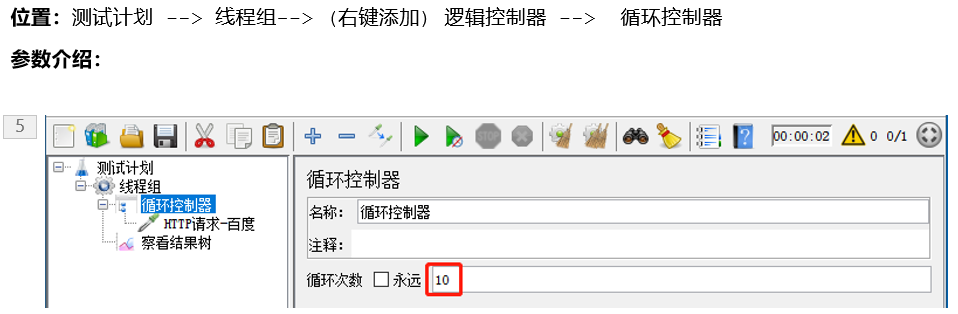 位置：测试计划 --> 线程组--> (右键添加) 逻辑控制器 --> 循环控制器
参数介绍：
5
STOP
00:00:02
0 0/1
测试计划
线程组
循环控制器
HTTP请求-百度
察看结果树
循环控制器
名称： 循环控制器
注释：
循环次数 永远 10